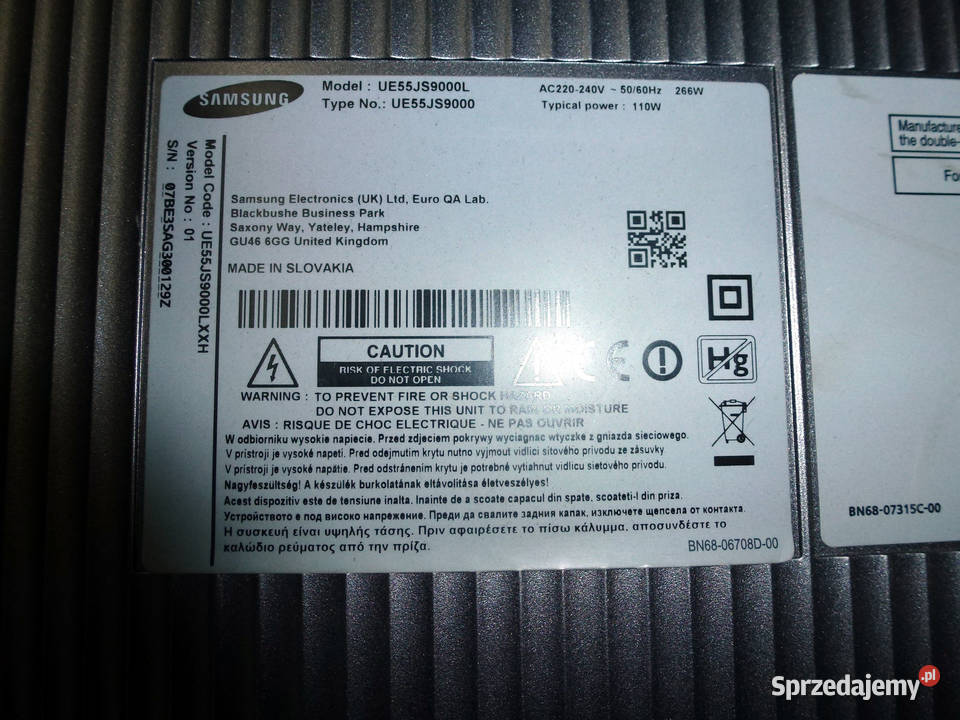 SAMSUNG
Model : UE55JS9000L
Type No.: UE55JS9000
AC220-240V ~ 50/60Hz 266W
Typical power : 110W
Model Code : UE55JS9000LXXH
Version No : 01
S/N : 07BE3SAG300129Z
Samsung Electronics (UK) Ltd, Euro QA Lab.
Blackbushe Business Park
Saxony Way, Yateley, Hampshire
GU46 6GG United Kingdom
MADE IN SLOVAKIA
CAUTION
RISK OF ELECTRIC SHOCK
DO NOT OPEN
CE
Hg
WARNING : TO PREVENT FIRE OR SHOCK HAZARD
DO NOT EXPOSE THIS UNIT TO RAIN OR MOISTURE
AVIS : RISQUE DE CHOC ELECTRIQUE - NE PAS OUVRIR
W odbiorniku wysokie napiecie. Przed zdjeciem pokrywy wyciagnac wtyczke z gniazda sieciowego.
V prístroji je vysoké napetí. Pred odejmutím krytu nutno vyjmout vidlici sítového prívodu ze zásuvky
V prístroji je vysoké napätie. Pred odstránením krytu je potrebné vytiahnut vidlicu sietového prívodu.
Nagyfeszültség! A készülék burkolatának eltávolítása életveszélyes!
Acest dispozitiv este de tensiune inalta. Inainte de a scoate capacul din spate, scoateti-l din priza.
Устройството е под високо напрежение. Преди да свалите задния капак, изключете щепсела от контакта.
Η συσκευή είναι υψηλής τάσης. Πριν αφαιρέσετε το πίσω κάλυμμα, αποσυνδέστε το
καλώδιο ρεύματος από την πρίζα.
BN68-06708D-00
Manufacture
the double-
Fo
BN68-07315C-00
Sprzedajemy.pl